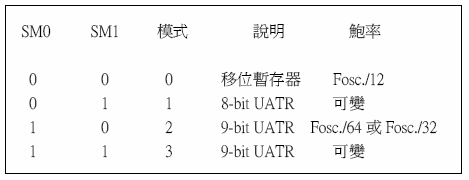 SM0 SM1 模式 說明 鮑率
0 0 0 移位暫存器 Fosc./12
0 1 1 8-bit UATR 可變
1 0 2 9-bit UATR Fosc./64 或 Fosc./32
1 1 3 9-bit UATR 可變